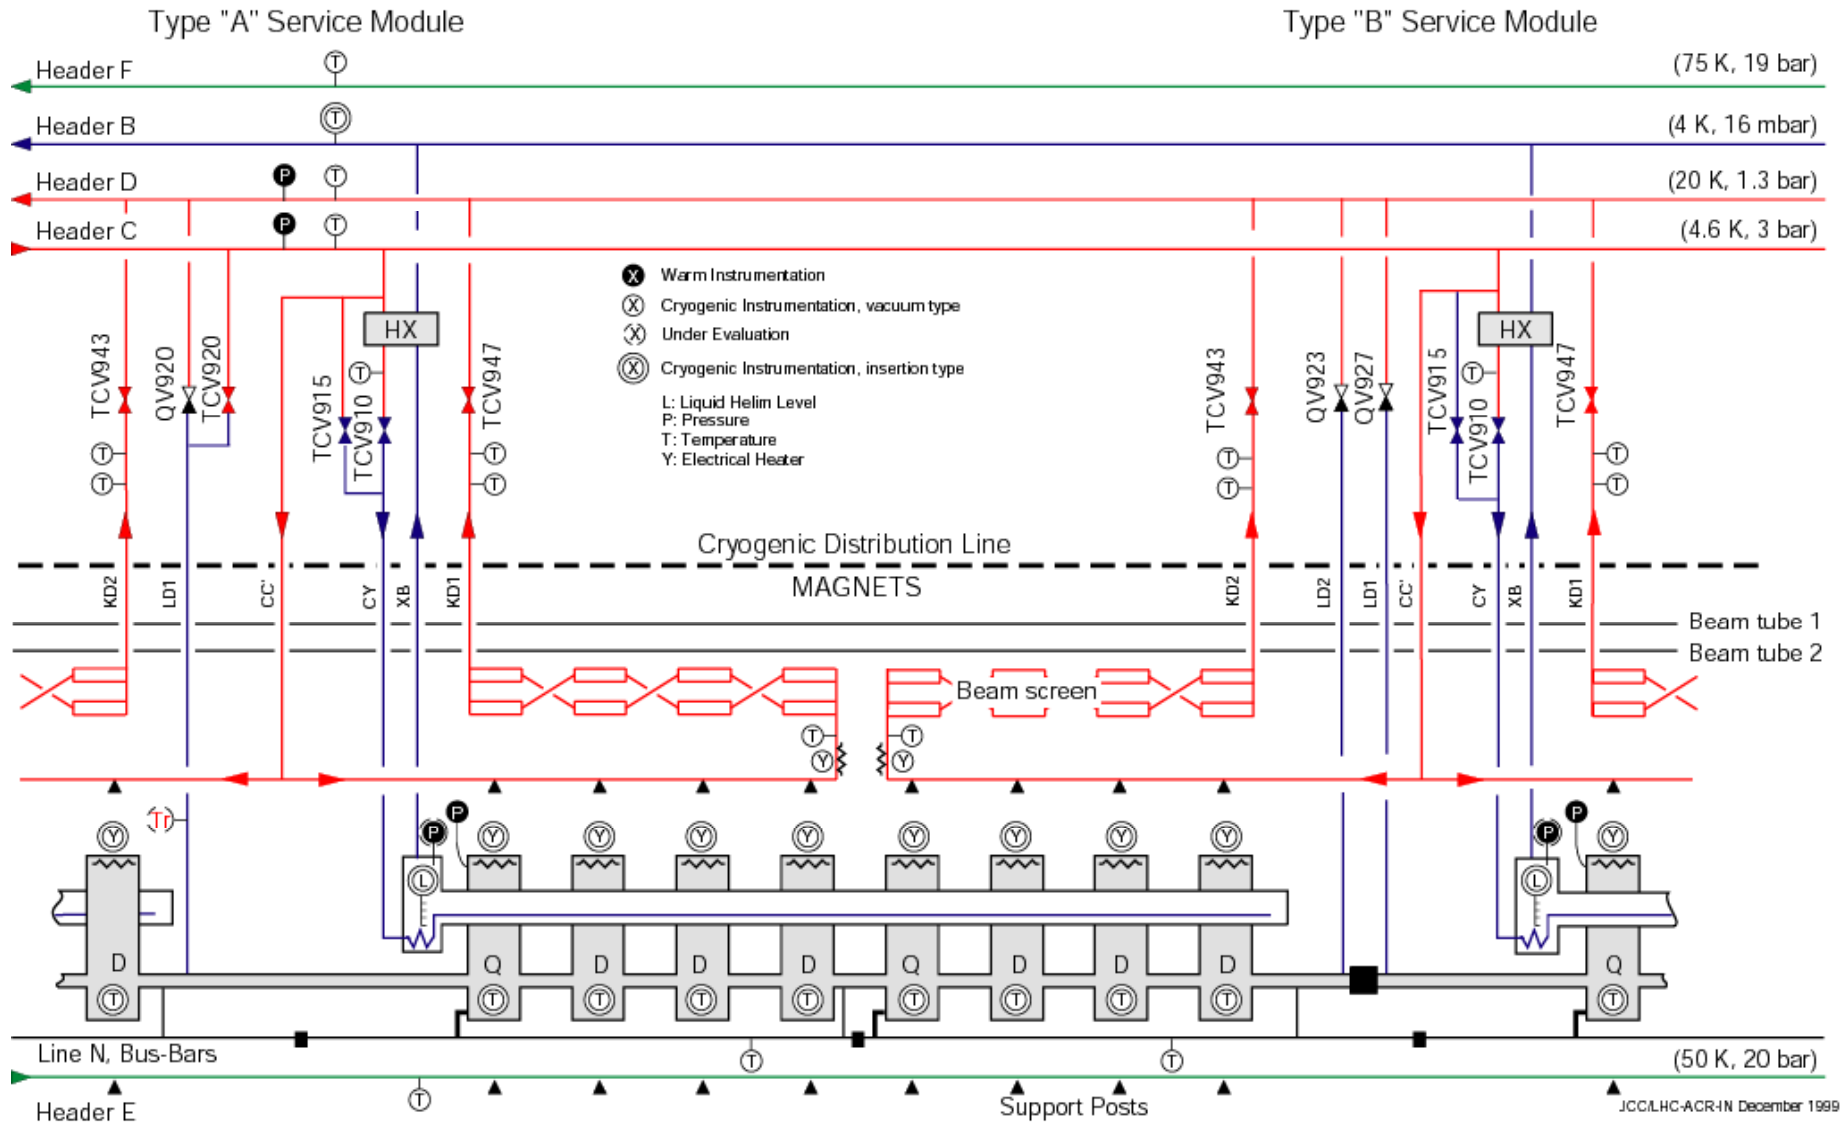 Type "A" Service Module
Type "B" Service Module
Header F
T
(75 K, 19 bar)
Header B
T
(4 K, 16 mbar)
Header D
P
T
(20 K, 1.3 bar)
Header C
P
T
(4.6 K, 3 bar)
X Warm Instrumentation
X Cryogenic Instrumentation, vacuum type
X Under Evaluation
X Cryogenic Instrumentation, insertion type
L: Liquid Helim Level
P: Pressure
T: Temperature
Y: Electrical Heater
HX
HX
TCV943
QV920
TCV920
TCV915
TCV910
TCV947
TCV943
QV923
QV927
TCV915
TCV910
TCV947
T
T
T
T
T
T
T
T
T
T
T
T
Cryogenic Distribution Line
MAGNETS
KD2
LD1
CC'
CY
XB
KD1
KD2
LD2
LD1
CC'
CY
XB
KD1
Beam tube 1
Beam tube 2
Beam screen
T
T
Y
Y
Tr
P
P
P
P
Y
Y
Y
Y
Y
Y
Y
Y
Y
Y
L
L
D
Q
D
D
D
Q
D
D
D
Q
T
T
T
T
T
T
T
T
T
T
Line N, Bus-Bars
T
T
(50 K, 20 bar)
Header E
T
Support Posts
JCC/LHC-ACR-IN December 1999